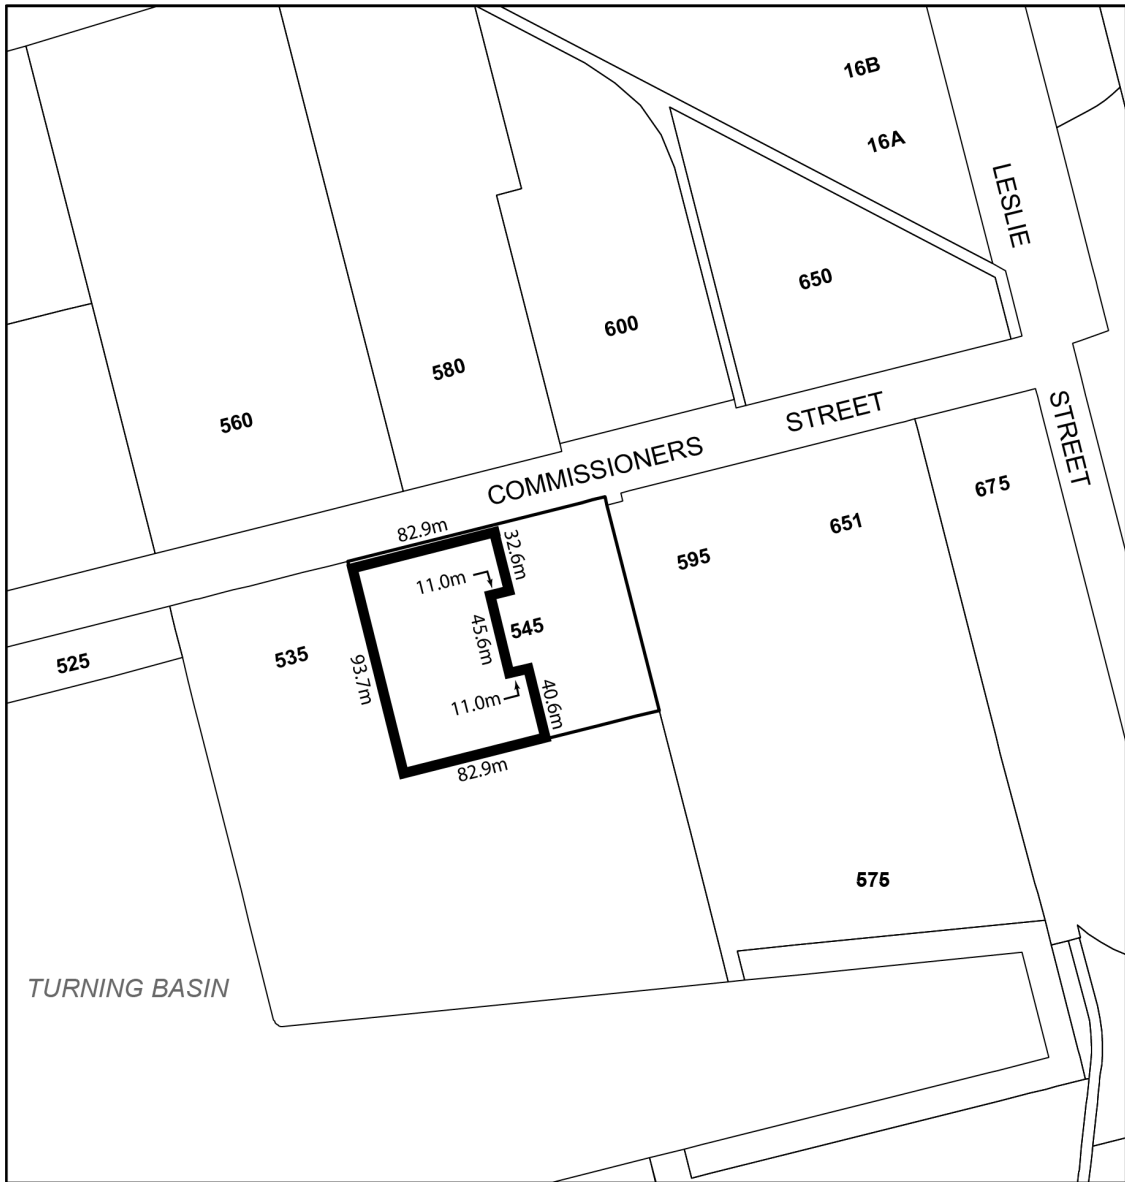 16B
16A
LESLIE
650
600
580
560
STREET
STREET
COMMISSIONERS
675
651
595
82.9m
32.6m
11.0m
45.6m
545
535
525
93.7m
40.6m
11.0m
82.9m
575
TURNING BASIN